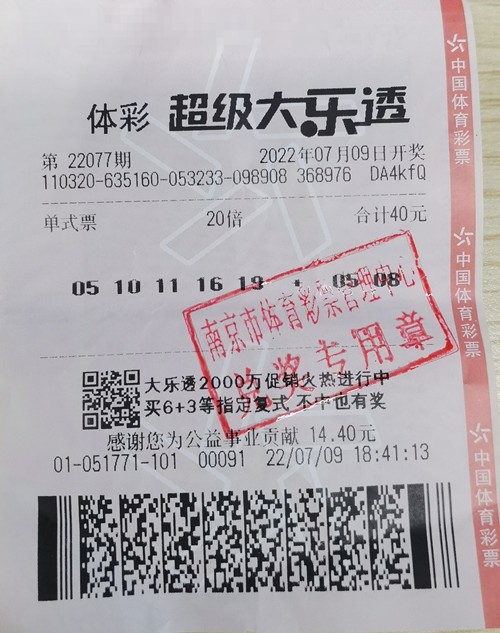 体彩 超级大乐透
第 22077期 2022年07月09日开奖
110320-635160-053233-098908 368976 DA4kfQ
单式票 20倍 合计40元
05 10 11 16 19 + 05 08
南京市体育彩票管理中心
兑奖专用章
大乐透2000万促销火热进行中
买6+3等指定复式 不中也有奖
感谢您为公益事业贡献 14.40元
01-051771-101 00091 22/07/09 18:41:13
中国体育彩票
中国体育彩票
中国体育彩票